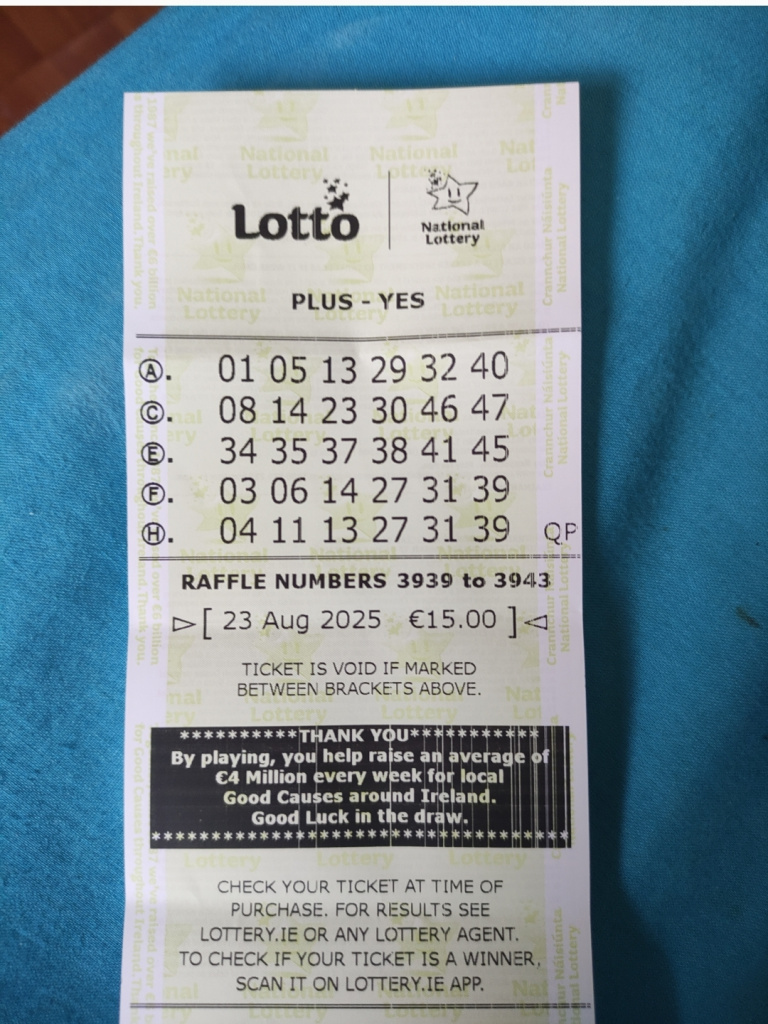 Lotto
National
Lottery
PLUS - YES
A. 01 05 13 29 32 40
C. 08 14 23 30 46 47
E. 34 35 37 38 41 45
F. 03 06 14 27 31 39
H. 04 11 13 27 31 39 QP
RAFFLE NUMBERS 3939 to 3943
[ 23 Aug 2025 €15.00 ]
TICKET IS VOID IF MARKED
BETWEEN BRACKETS ABOVE.
**********THANK YOU***********
By playing, you help raise an average of
€4 Million every week for local
Good Causes around Ireland.
Good Luck in the draw.
CHECK YOUR TICKET AT TIME OF
PURCHASE. FOR RESULTS SEE
LOTTERY.IE OR ANY LOTTERY AGENT.
TO CHECK IF YOUR TICKET IS A WINNER,
SCAN IT ON LOTTERY.IE APP.